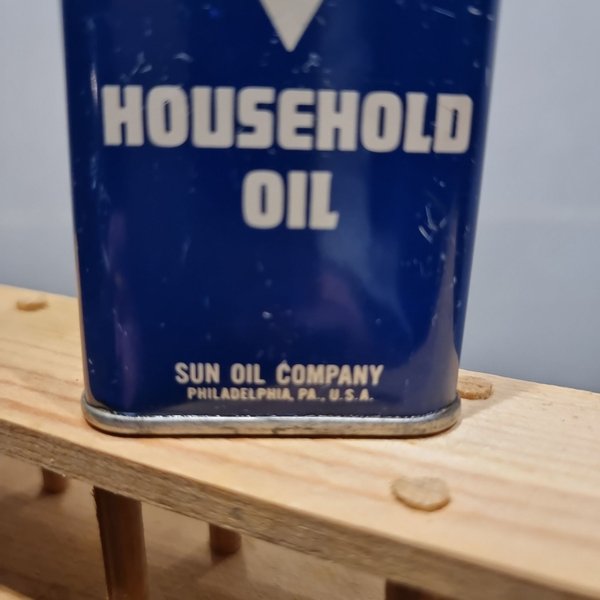 HOUSEHOLD
OIL
SUN OIL COMPANY
PHILADELPHIA, PA., U.S.A.